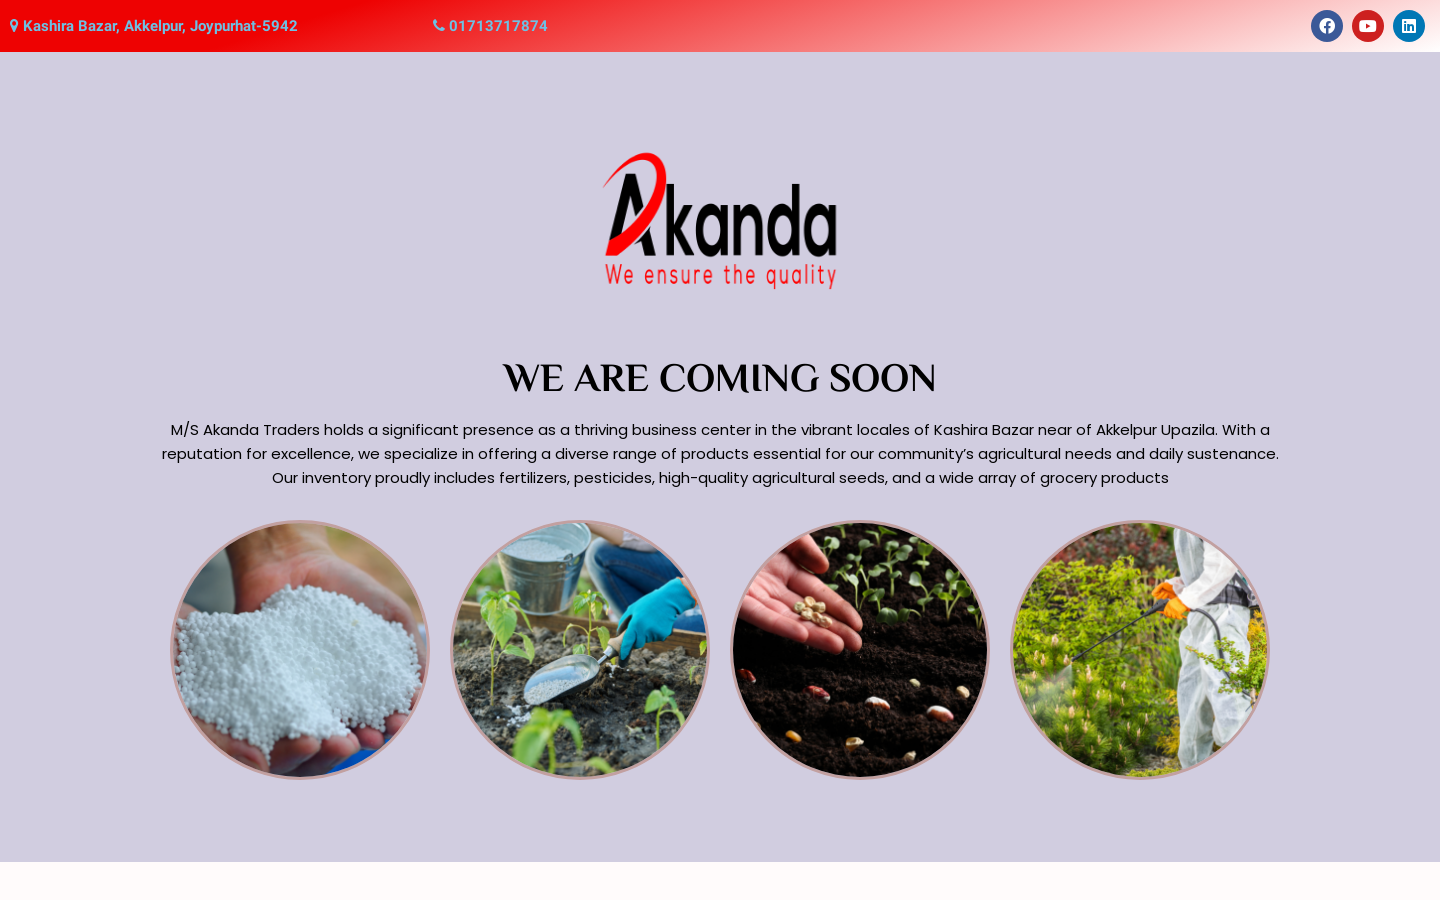 Kashira Bazar, Akkelpur, Joypurhat-5942
01713717874
Akanda
We ensure the quality
WE ARE COMING SOON
M/S Akanda Traders holds a significant presence as a thriving business center in the vibrant locales of Kashira Bazar near of Akkelpur Upazila. With a
reputation for excellence, we specialize in offering a diverse range of products essential for our community’s agricultural needs and daily sustenance.
Our inventory proudly includes fertilizers, pesticides, high-quality agricultural seeds, and a wide array of grocery products